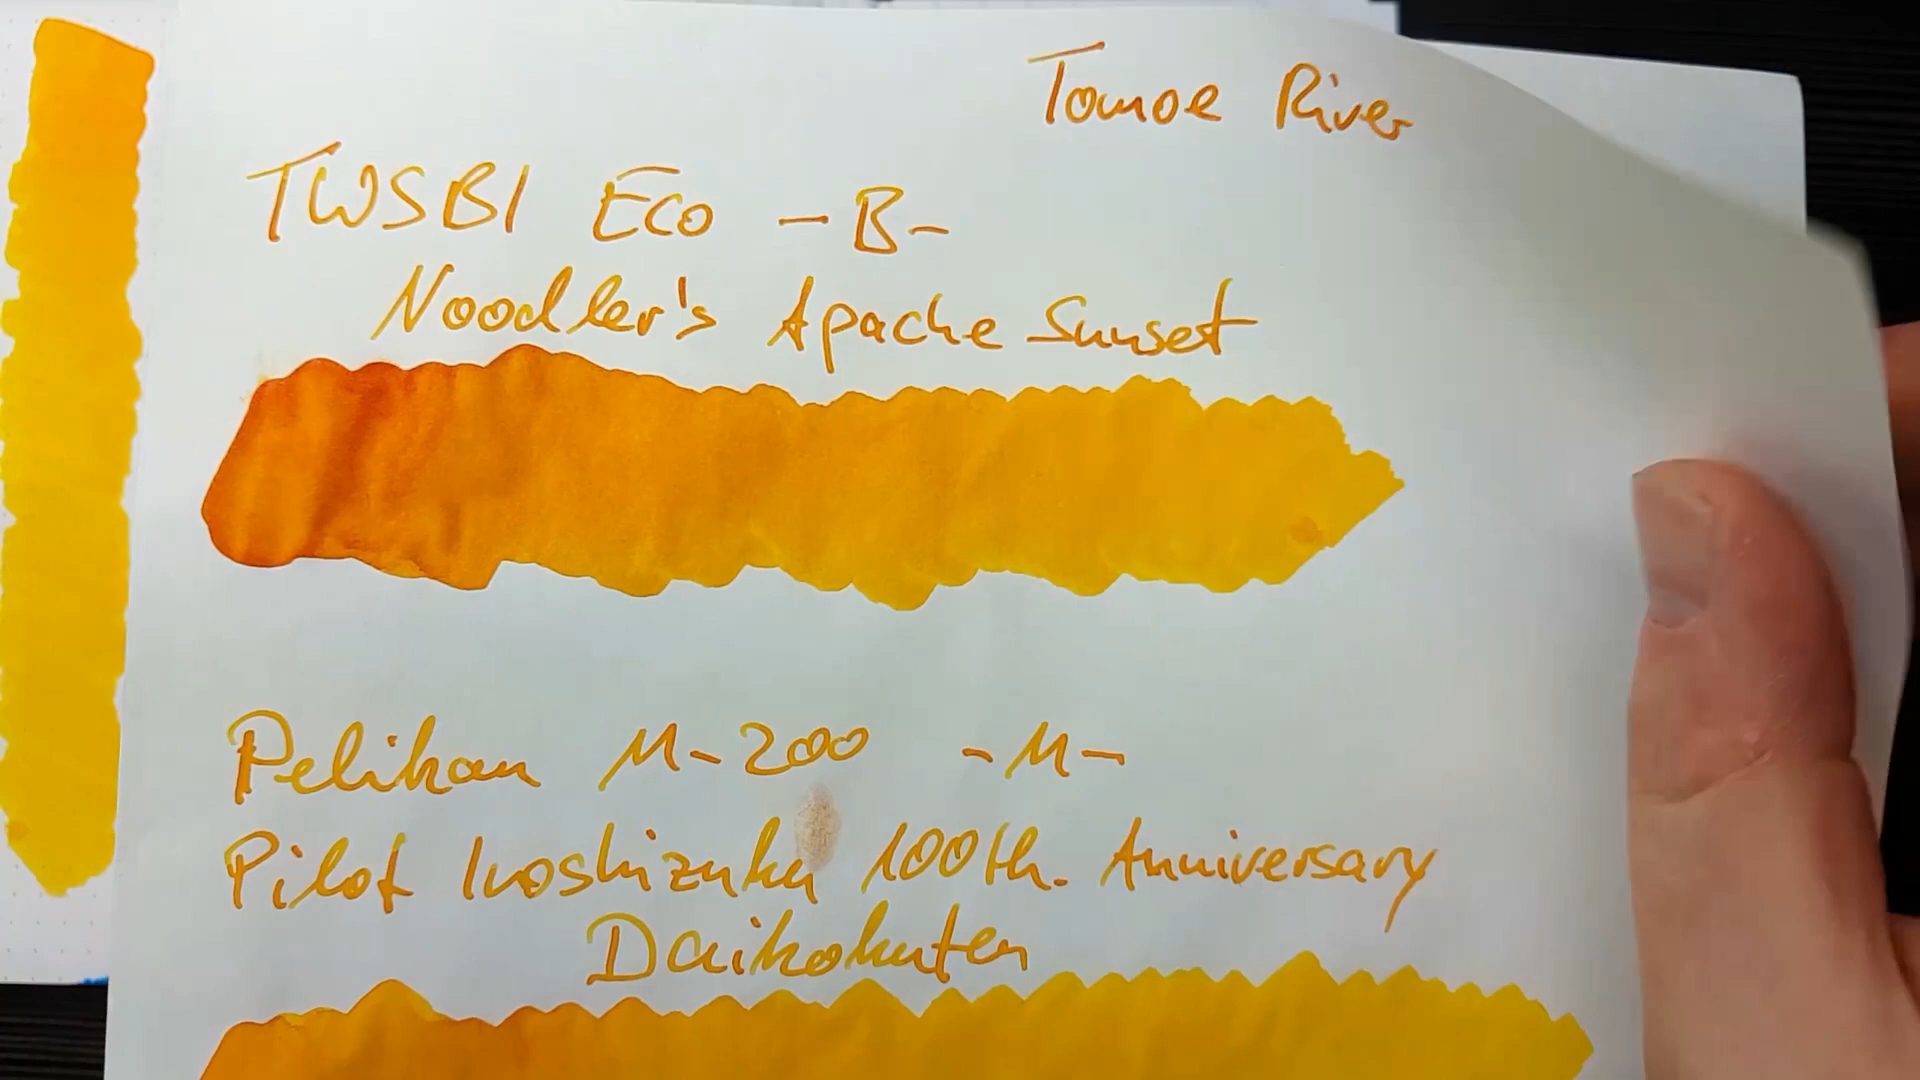 Tomoe River
TWSBI Eco -B-
Noodler's Apache Sunset
Pelikan M-200 -M-
Pilot Iroshizuku 100th. Anniversary
Daikokuten